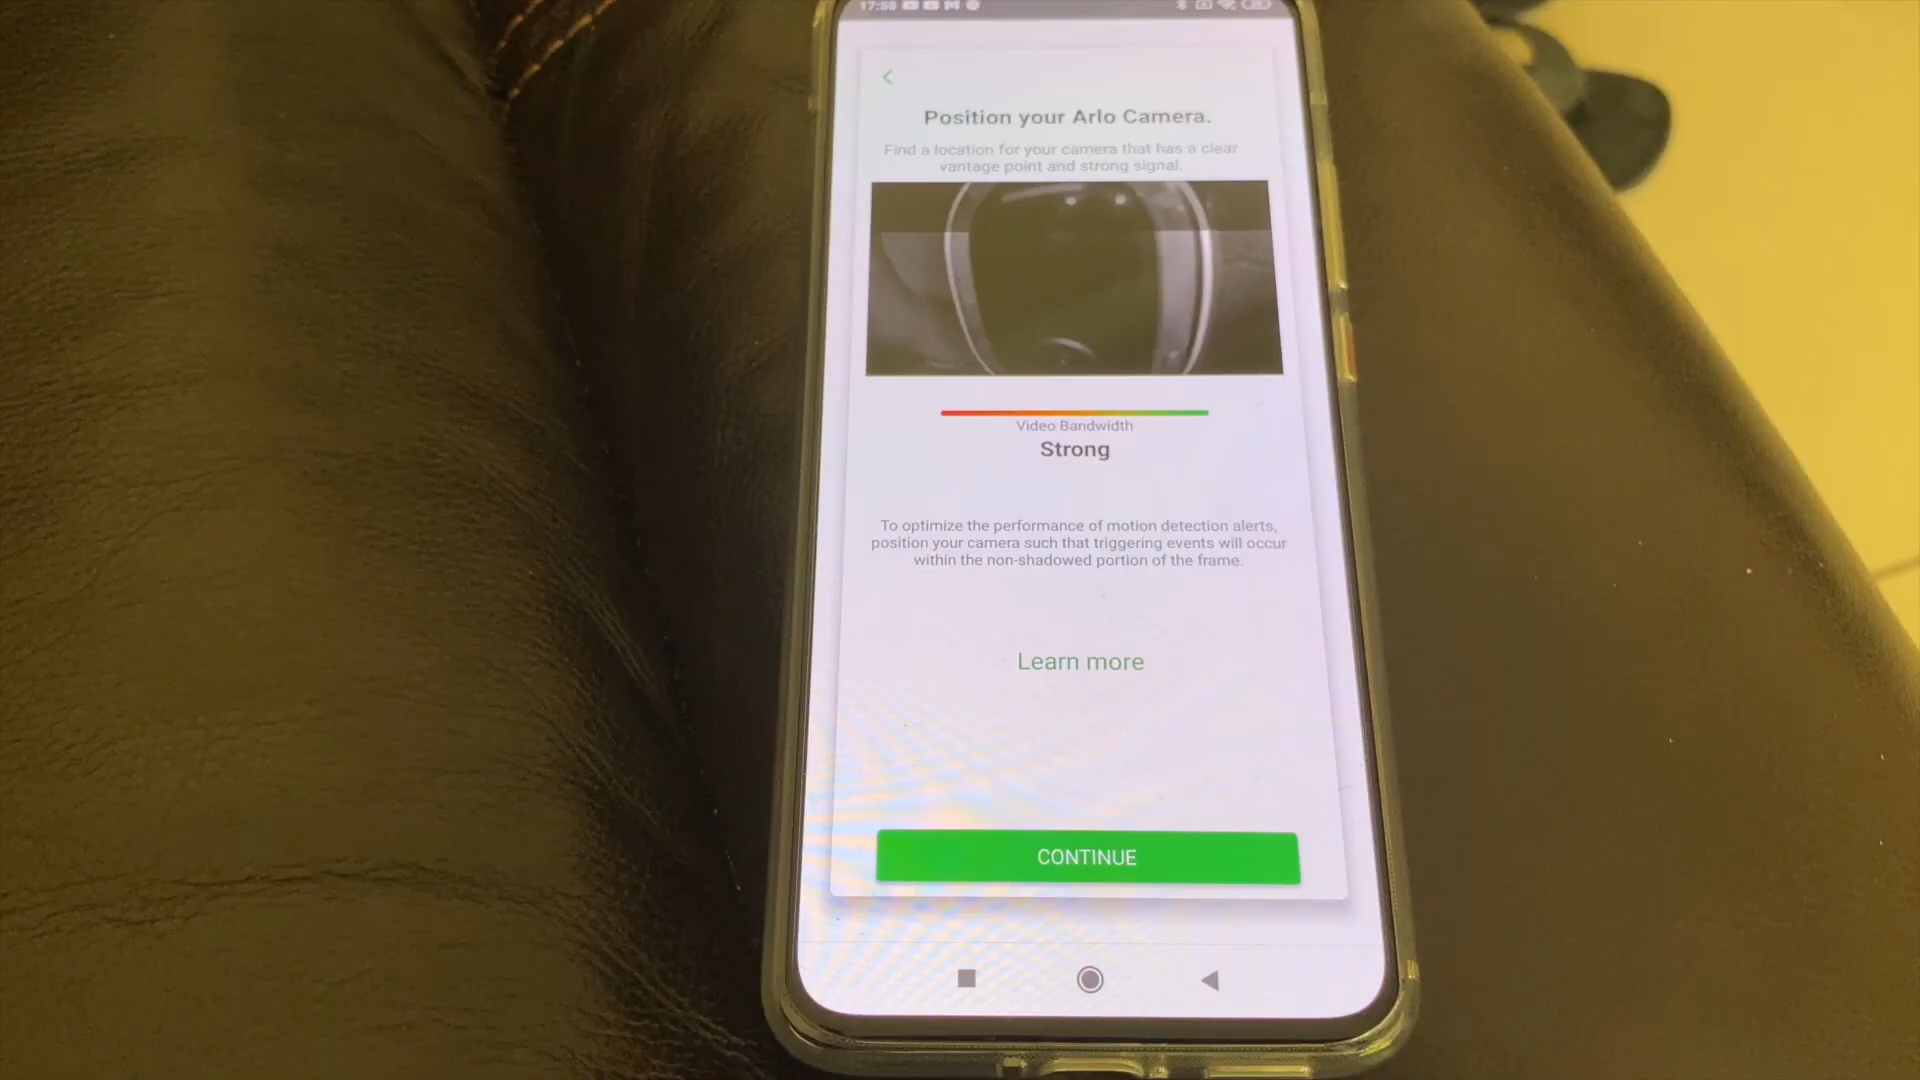 17:58
Position your Arlo Camera.
Find a location for your camera that has a clear
vantage point and strong signal.
Video Bandwidth
Strong
To optimize the performance of motion detection alerts,
position your camera such that triggering events will occur
within the non-shadowed portion of the frame.
Learn more
CONTINUE